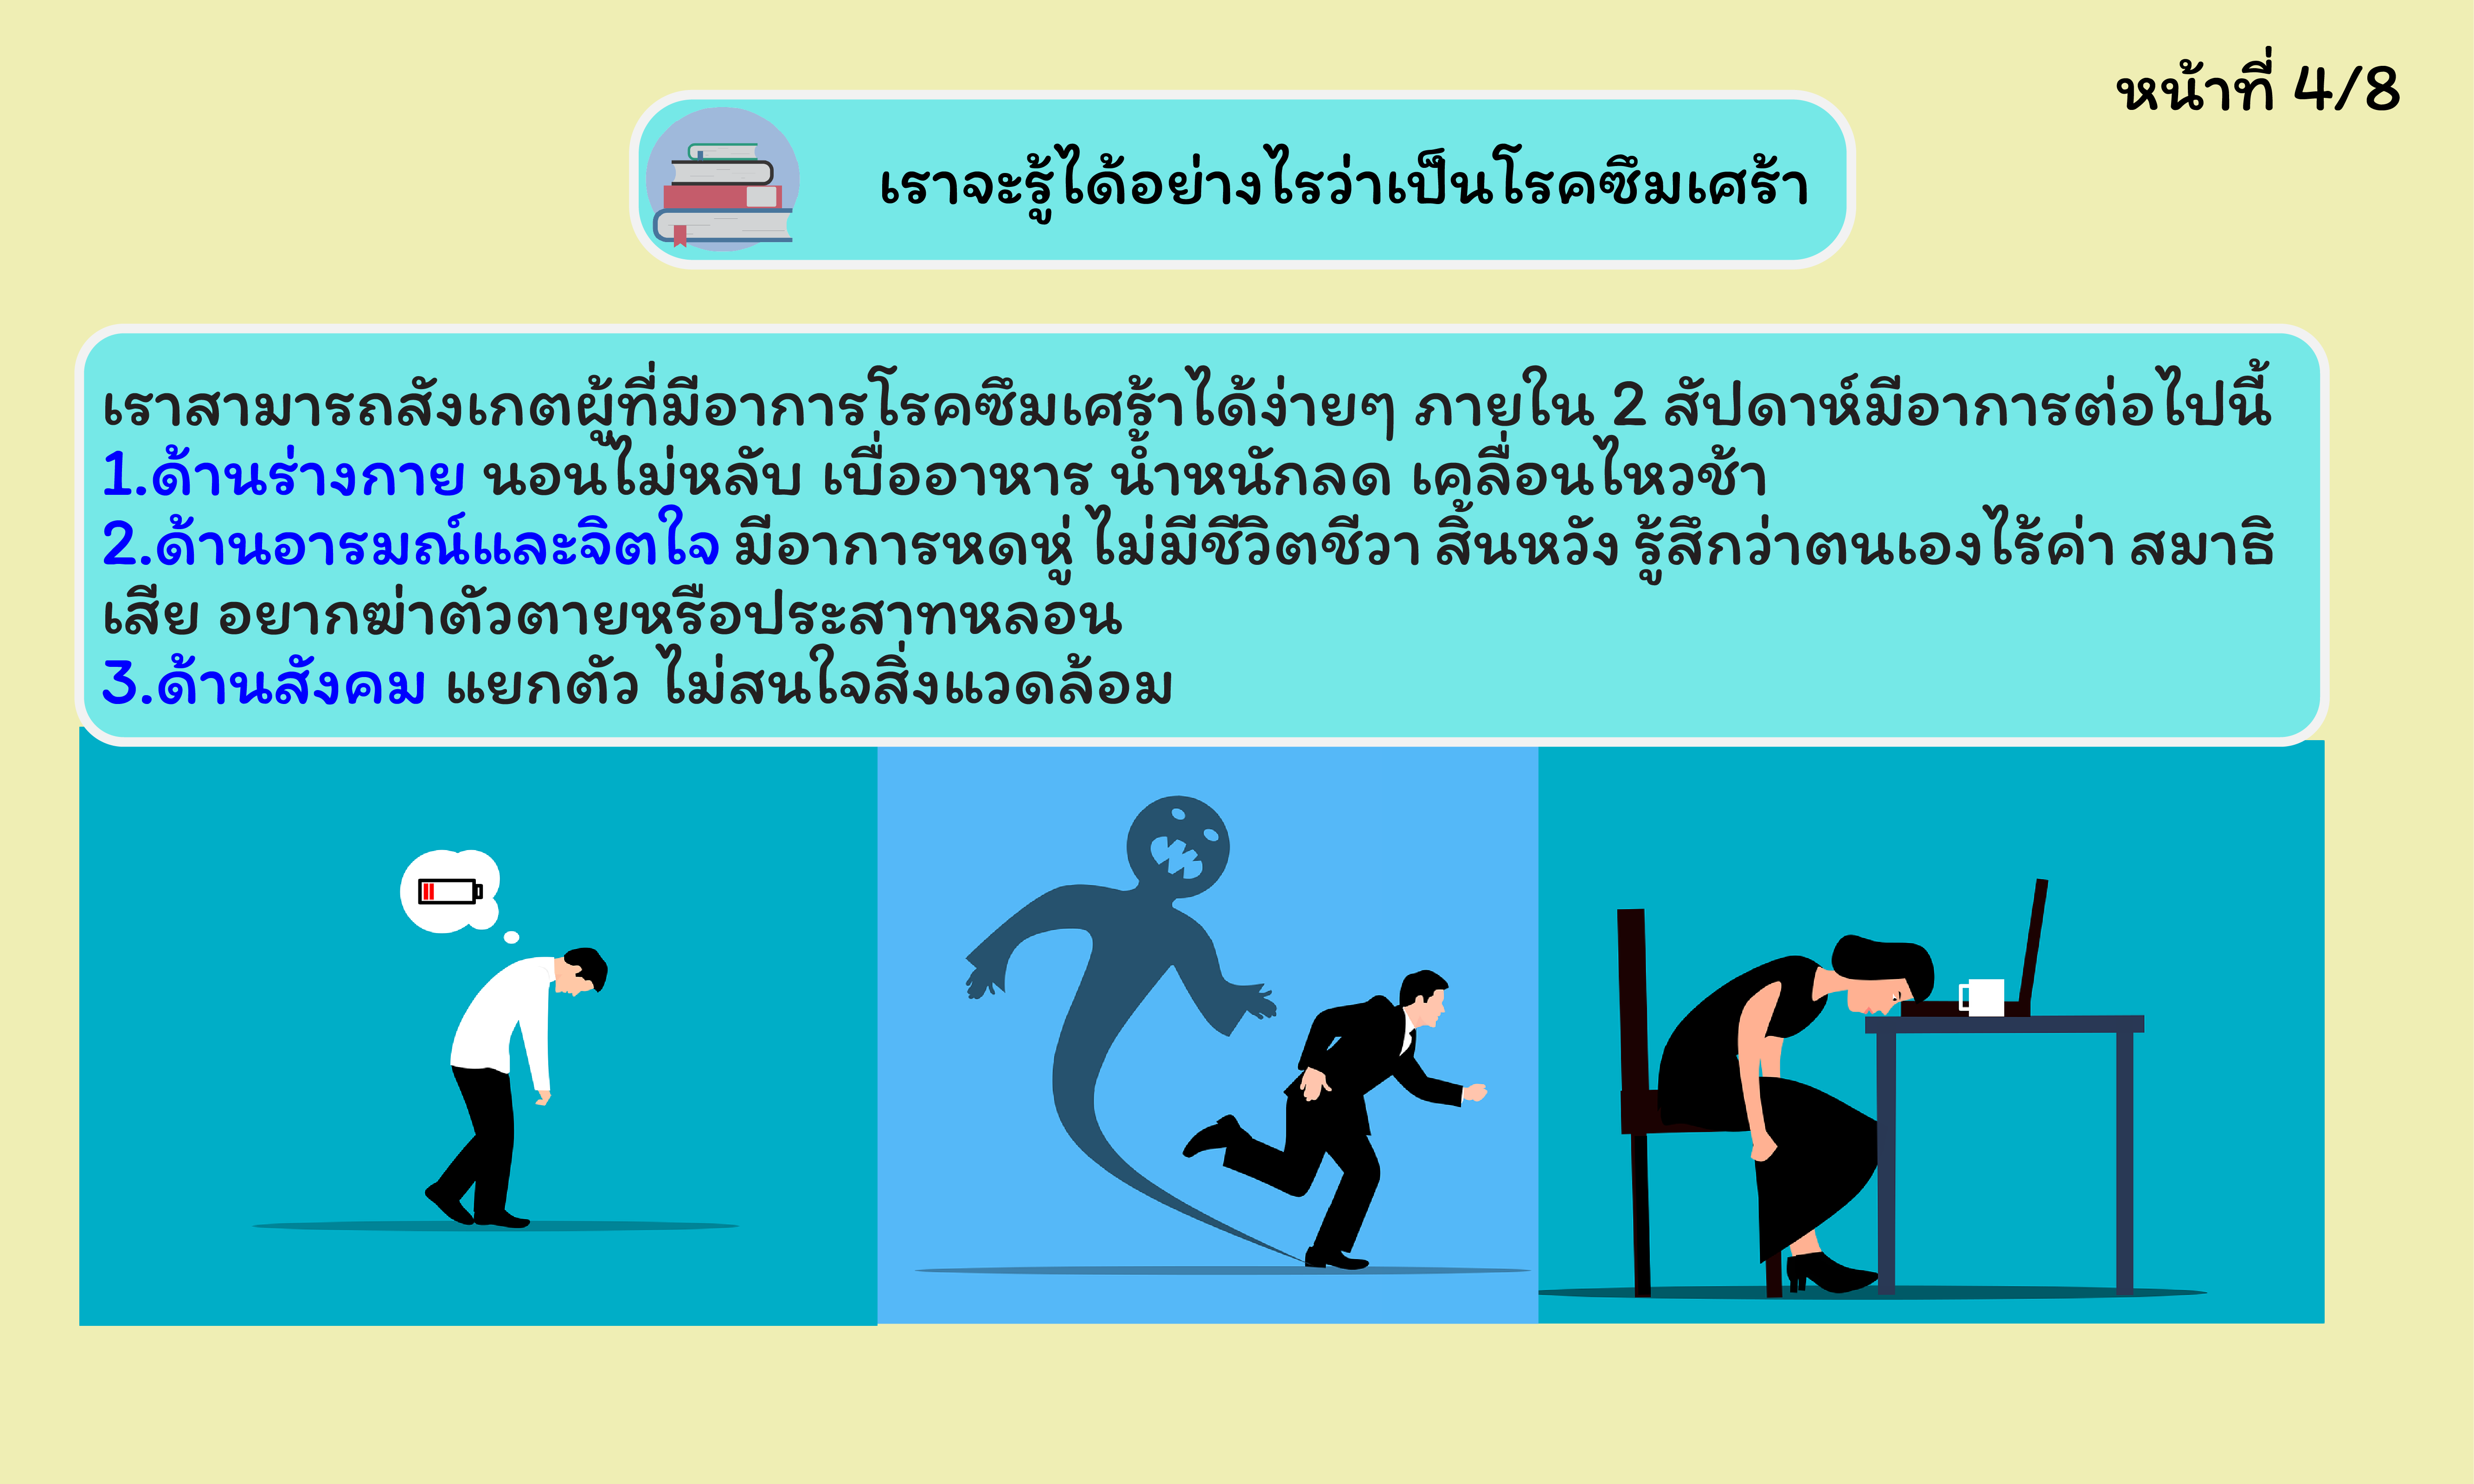 หน้าที่ 4/8
เราจะรู้ได้อย่างไรว่าเป็นโรคซึมเศร้า
เราสามารถสังเกตผู้ที่มีอาการโรคซึมเศร้าได้ง่ายๆ ภายใน 2 สัปดาห์มีอาการต่อไปนี้
1.ด้านร่างกาย นอนไม่หลับ เบื่ออาหาร น้ำหนักลด เคลื่อนไหวช้า
2.ด้านอารมณ์และจิตใจ มีอาการหดหู่ ไม่มีชีวิตชีวา สิ้นหวัง รู้สึกว่าตนเองไร้ค่า สมาธิ
เสีย อยากฆ่าตัวตายหรือประสาทหลอน
3.ด้านสังคม แยกตัว ไม่สนใจสิ่งแวดล้อม